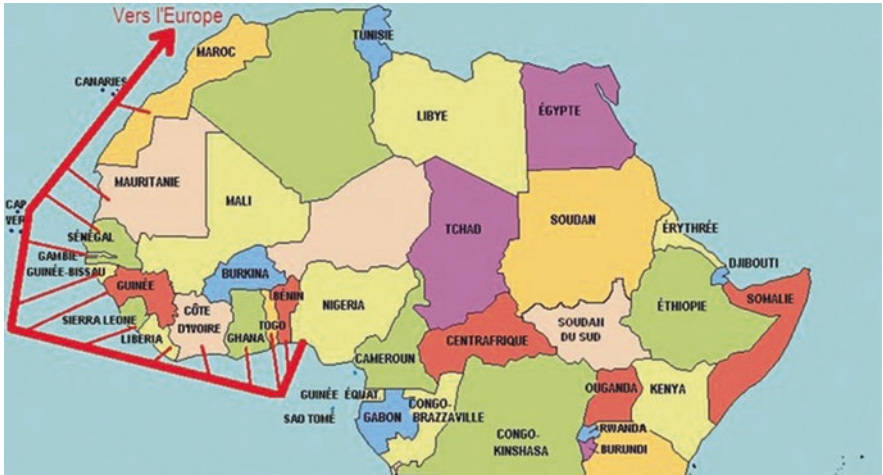 Vers l'Europe
MAROC
TUNISIE
CANARIES
LIBYE
ÉGYPTE
MAURITANIE
MALI
CAP
VER
TCHAD
SOUDAN
ÉRYTHRÉE
SÉNÉGAL
GAMBIE
GUINÉE-BISSAU
GUINÉE
BURKINA
BÉNIN
NIGERIA
DJIBOUTI
SOMALIE
ÉTHIOPIE
SIERRA LEONE
CÔTE
D'IVOIRE
GHANA
TOGO
LIBERIA
CENTRAFRIQUE
SOUDAN
DU SUD
CAMEROUN
GUINÉE ÉQUAT.
SAO TOMÉ
GABON
CONGO-
BRAZZAVILLE
OUGANDA
KENYA
CONGO-
KINSHASA
RWANDA
BURUNDI